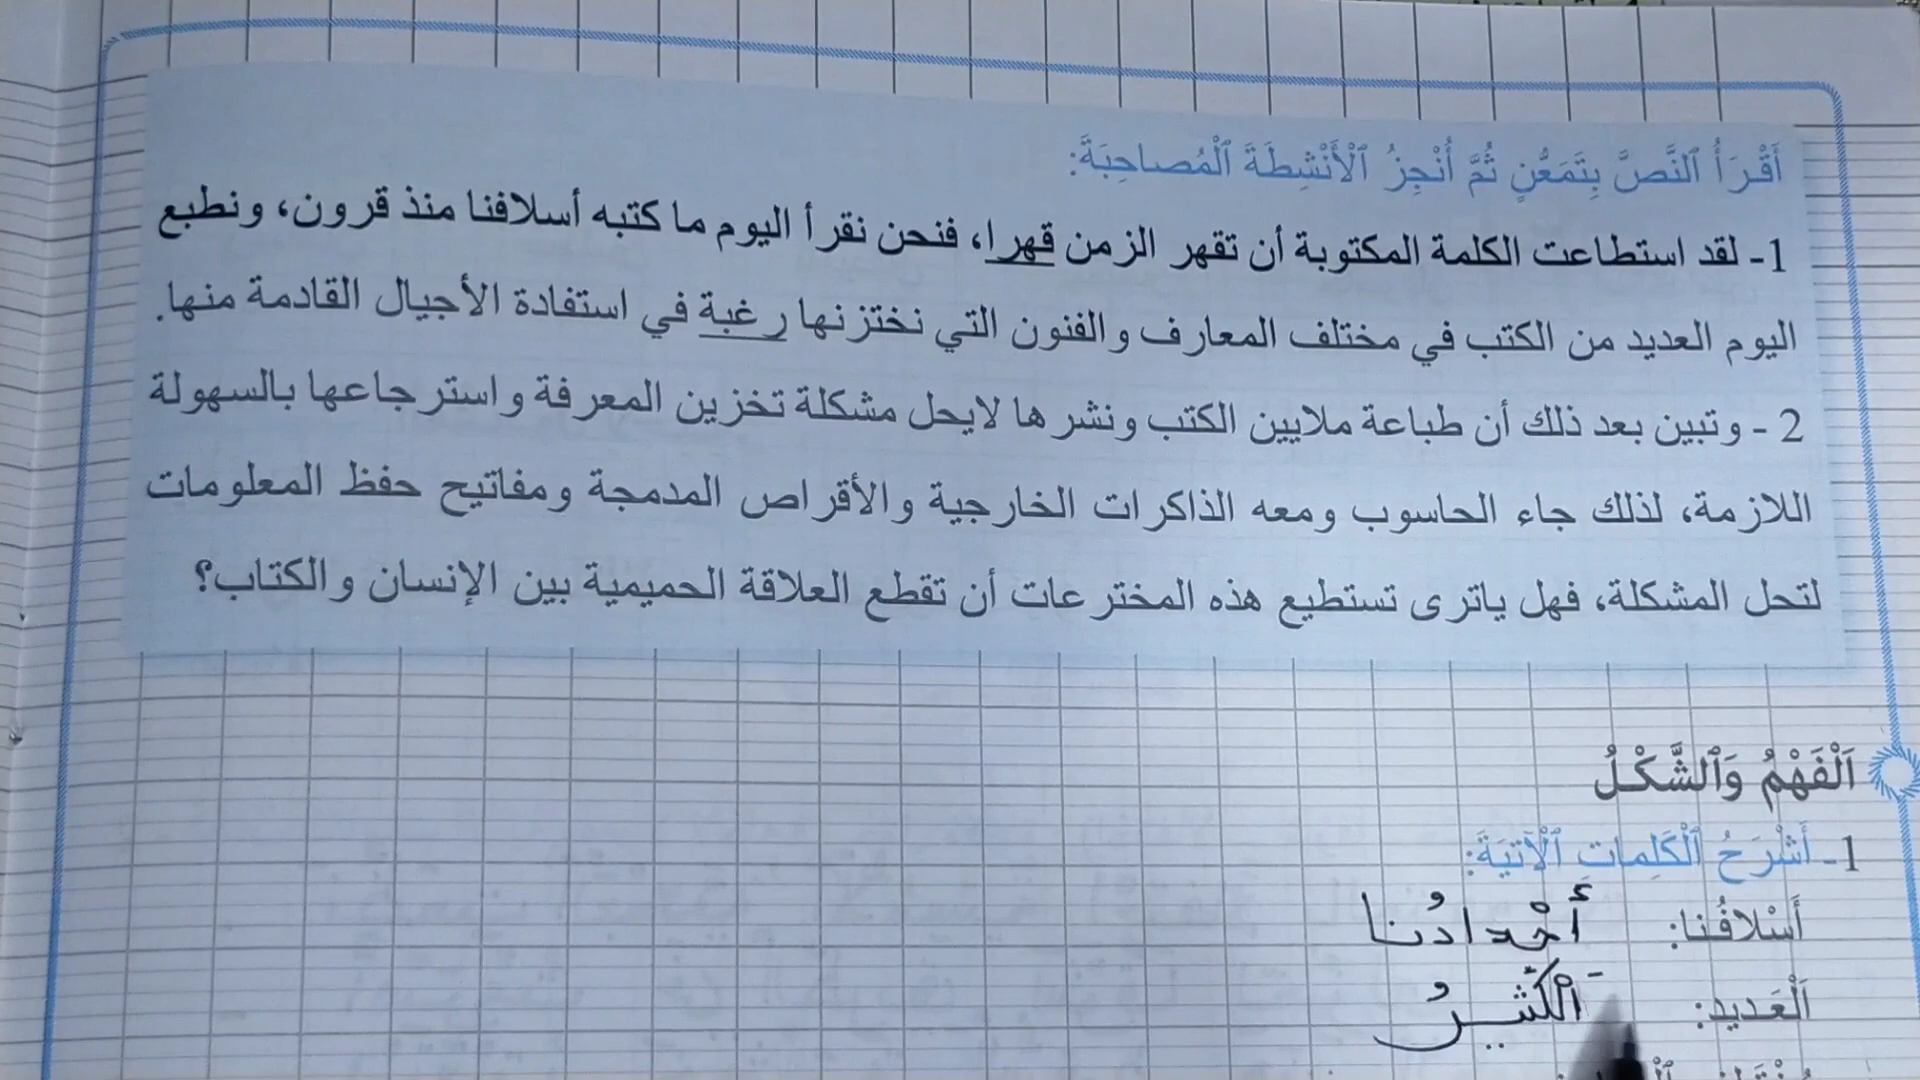 أَقْرَأُ ٱلنَّصَّ بِتَمَعُّنٍ ثُمَّ أُنْجِزُ ٱلْأَنْشِطَةَ ٱلْمُصاحِبَةَ:
1- لقد استطاعت الكلمة المكتوبة أن تقهر الزمن قهرا، فنحن نقرأ اليوم ما كتبه أسلافنا منذ قرون، ونطبع
اليوم العديد من الكتب في مختلف المعارف والفنون التي نختزنها رغبة في استفادة الأجيال القادمة منها.
2 - وتبين بعد ذلك أن طباعة ملايين الكتب ونشرها لايحل مشكلة تخزين المعرفة واسترجاعها بالسهولة
اللازمة، لذلك جاء الحاسوب ومعه الذاكرات الخارجية والأقراص المدمجة ومفاتيح حفظ المعلومات
لتحل المشكلة، فهل ياترى تستطيع هذه المخترعات أن تقطع العلاقة الحميمية بين الإنسان والكتاب؟
اَلْفَهْمُ وَٱلشَّكْلُ
1- أَشْرَحُ ٱلْكَلِماتِ ٱلْآتِيَةَ:
أَسْلافُنا: أَجْدادُنا
اَلْعَديد: اَلْكَثيرُ